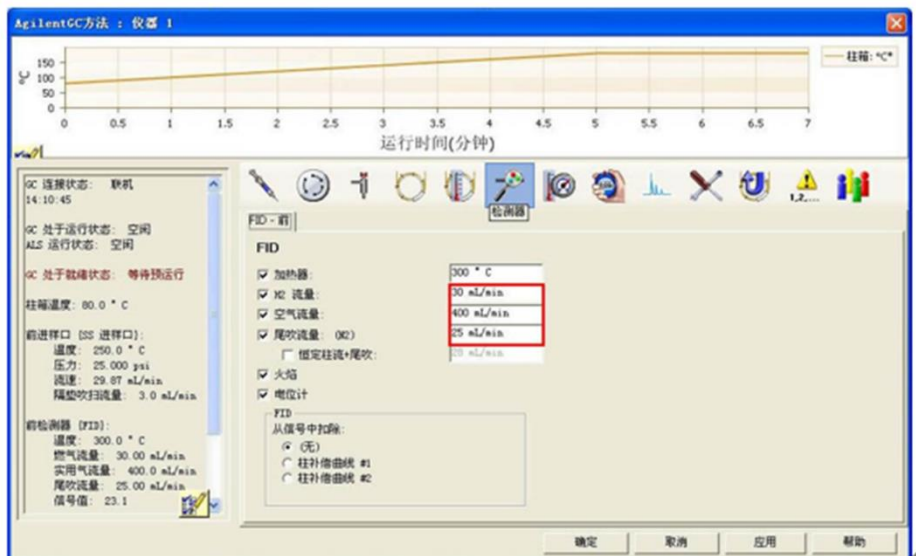 AgilentGC方法 : 仪器 1
℃
150
100
50
0
0 0.5 1 1.5 2 2.5 3 3.5 4 4.5 5 5.5 6 6.5 7
运行时间(分钟)
柱箱: ℃*
GC 连接状态: 联机
14:10:45
GC 处于运行状态: 空闲
ALS 运行状态: 空闲
GC 处于就绪状态: 等待预运行
柱箱温度: 80.0 ° C
前进样口 [SS 进样口]:
温度: 250.0 ° C
压力: 25.000 psi
流速: 29.87 mL/min
隔垫吹扫流量: 3.0 mL/min
前检测器 [FID]:
温度: 300.0 ° C
燃气流量: 30.00 mL/min
实用气流量: 400.0 mL/min
尾吹流量: 25.00 mL/min
信号值: 23.1
1,2,...
检测器
FID - 前
FID
加热器: 300 ° C
H2 流量: 30 mL/min
空气流量: 400 mL/min
尾吹流量: (N2) 25 mL/min
恒定柱流+尾吹: 20 mL/min
火焰
电位计
FID
从信号中扣除:
(无)
柱补偿曲线 #1
柱补偿曲线 #2
确定 取消 应用 帮助